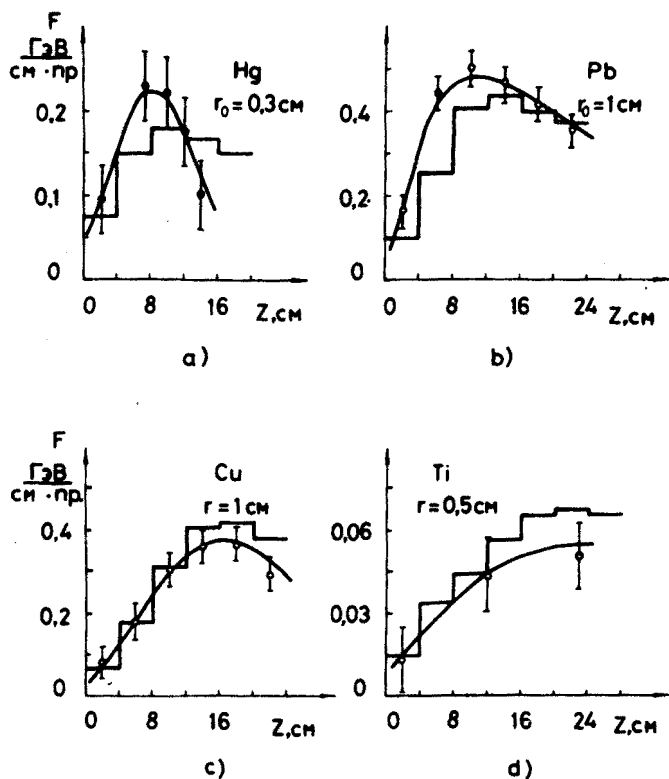 F
ГэВ
см · пр
0,2
0,1
0
Hg
r₀ = 0,3 см
0 8 16 Z, см
a)
0,4
0,2
0
Pb
r₀ = 1 см
0 8 16 24 Z, см
b)
F
ГэВ
см · пр.
0,4
0,2
0
Cu
r = 1 см
0 8 16 Z, см
c)
0,06
0,03
0
Ti
r = 0,5 см
0 8 16 24 Z, см
d)